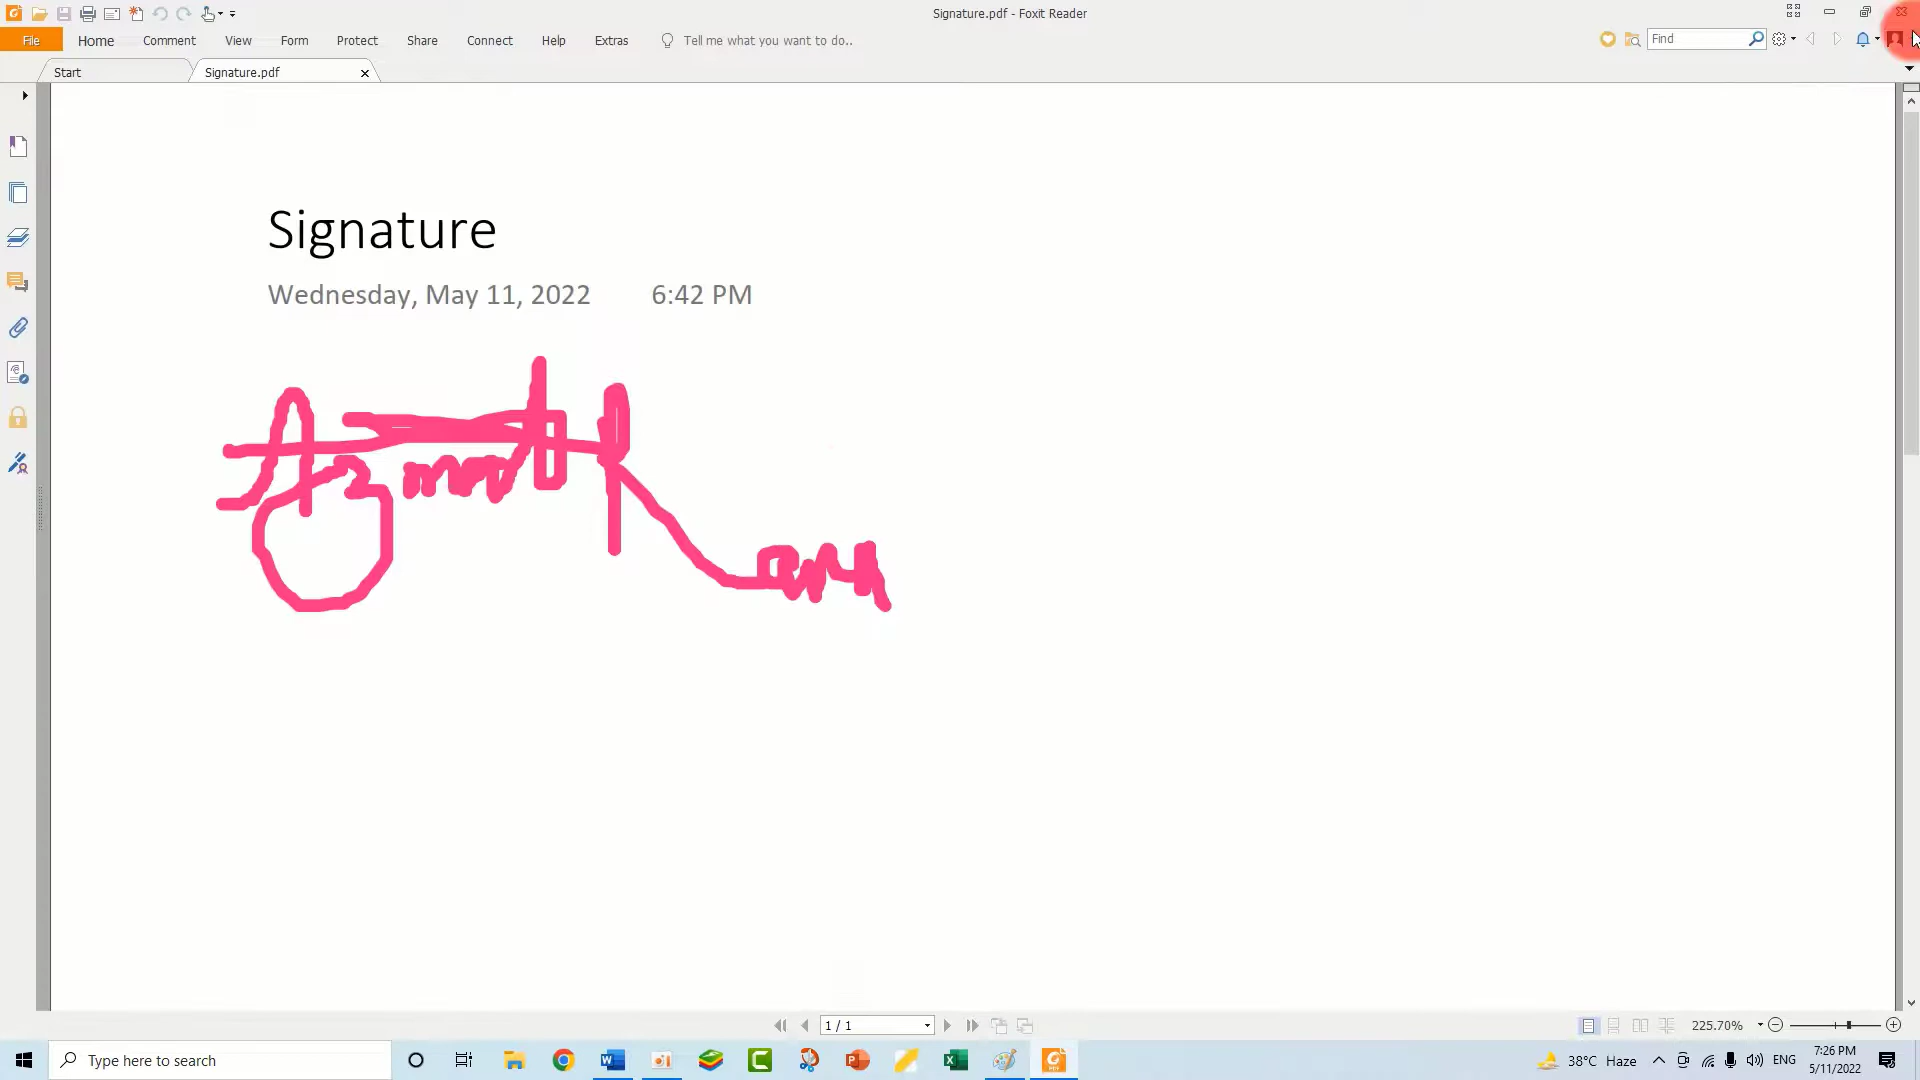 Signature.pdf - Foxit Reader
File Home Comment View Form Protect Share Connect Help Extras Tell me what you want to do.. Find
Start Signature.pdf
Signature
Wednesday, May 11, 2022 6:42 PM
1 / 1 225.70%
Type here to search 38°C Haze ENG 7:26 PM
5/11/2022